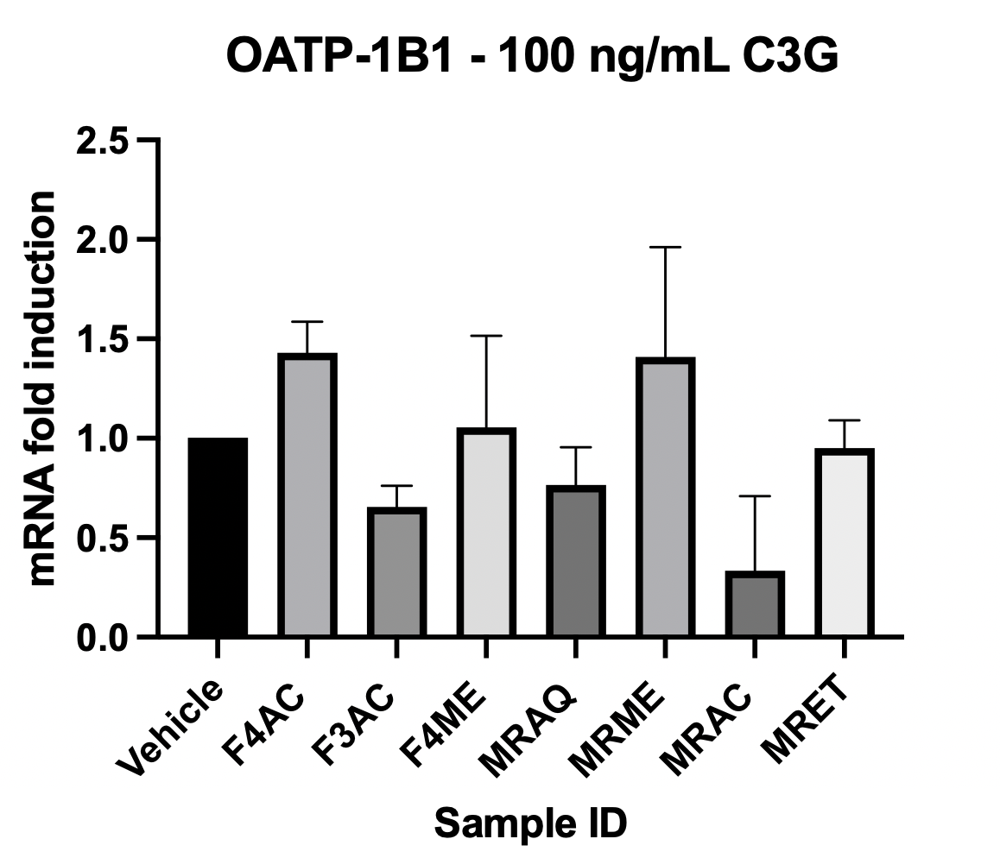 OATP-1B1 - 100 ng/mL C3G
mRNA fold induction
2.5
2.0
1.5
1.0
0.5
0.0
Vehicle
F4AC
F3AC
F4ME
MRAQ
MRME
MRAC
MRET
Sample ID